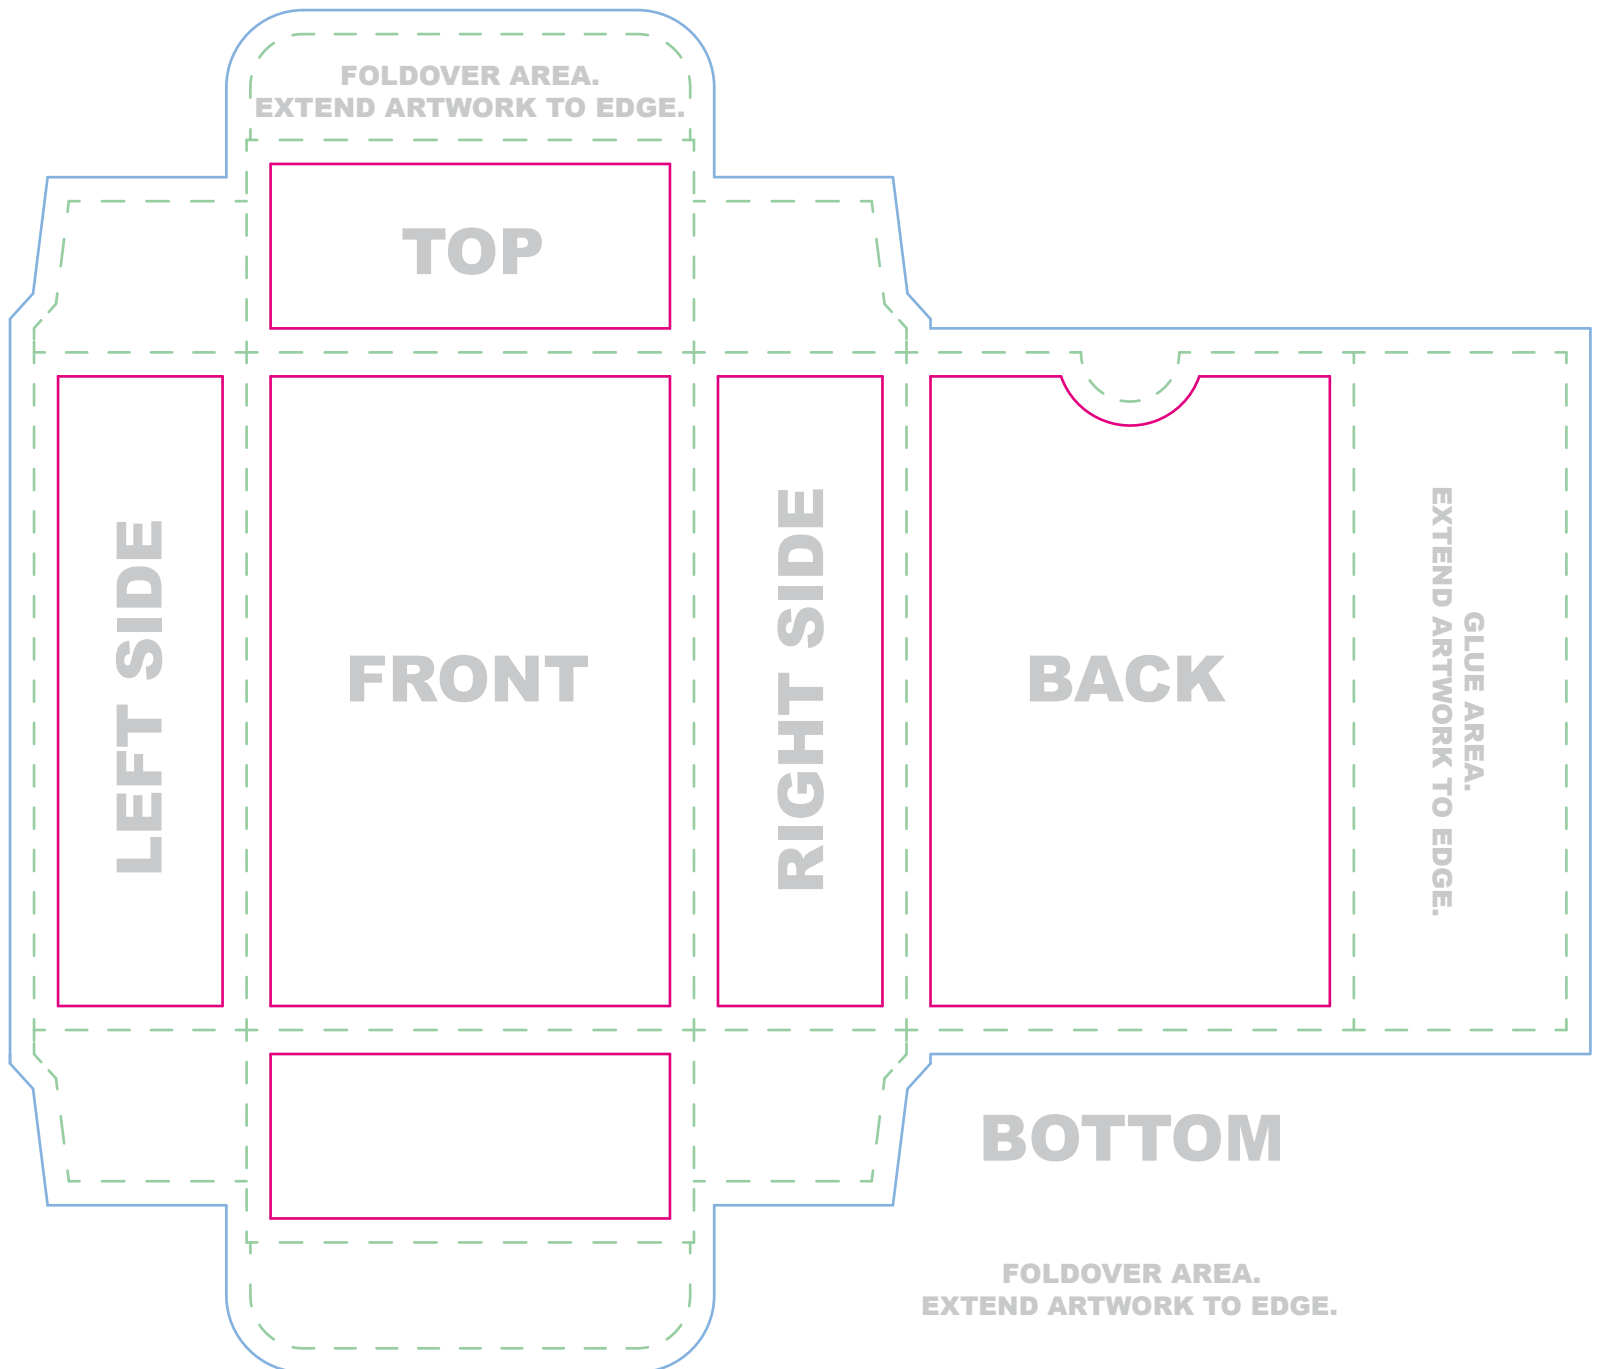 FOLDOVER AREA.
EXTEND ARTWORK TO EDGE.
TOP
LEFT SIDE
FRONT
RIGHT SIDE
BACK
GLUE AREA.
EXTEND ARTWORK TO EDGE.
BOTTOM
FOLDOVER AREA.
EXTEND ARTWORK TO EDGE.